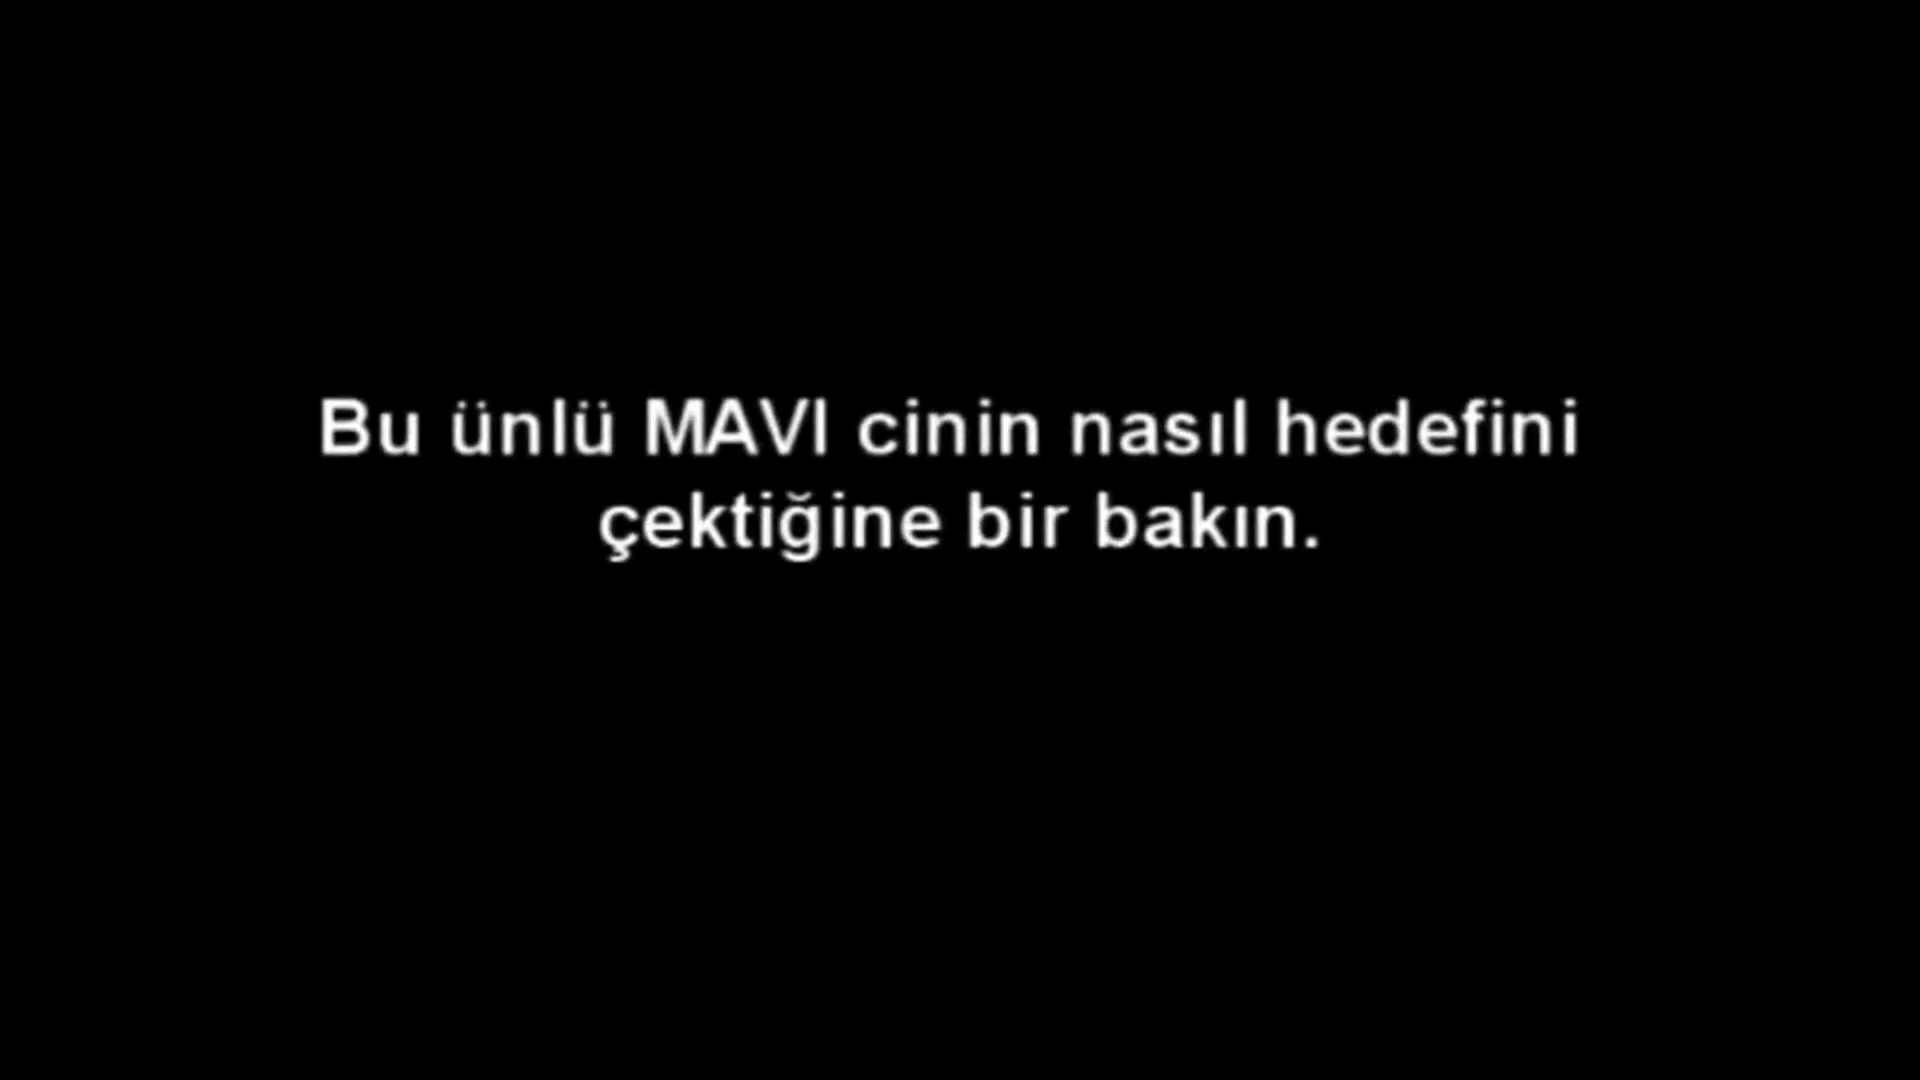 Bu ünlü MAVI cinin nasıl hedefini
çektiğine bir bakın.